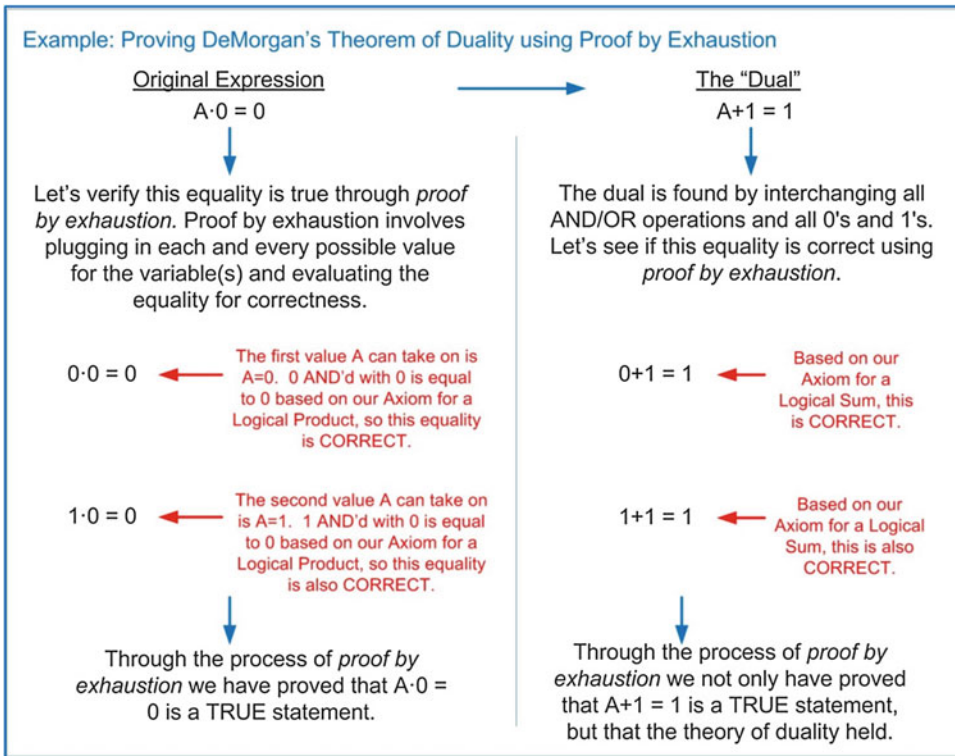 Example: Proving DeMorgan's Theorem of Duality using Proof by Exhaustion
Original Expression
A·0 = 0
Let's verify this equality is true through proof
by exhaustion. Proof by exhaustion involves
plugging in each and every possible value
for the variable(s) and evaluating the
equality for correctness.
0·0 = 0
The first value A can take on is
A=0. 0 AND'd with 0 is equal
to 0 based on our Axiom for a
Logical Product, so this equality
is CORRECT.
1·0 = 0
The second value A can take on
is A=1. 1 AND'd with 0 is equal
to 0 based on our Axiom for a
Logical Product, so this equality
is also CORRECT.
Through the process of proof by
exhaustion we have proved that A·0 =
0 is a TRUE statement.
The "Dual"
A+1 = 1
The dual is found by interchanging all
AND/OR operations and all 0's and 1's.
Let's see if this equality is correct using
proof by exhaustion.
0+1 = 1
Based on our
Axiom for a
Logical Sum, this
is CORRECT.
1+1 = 1
Based on our
Axiom for a Logical
Sum, this is also
CORRECT.
Through the process of proof by
exhaustion we not only have proved
that A+1 = 1 is a TRUE statement,
but that the theory of duality held.